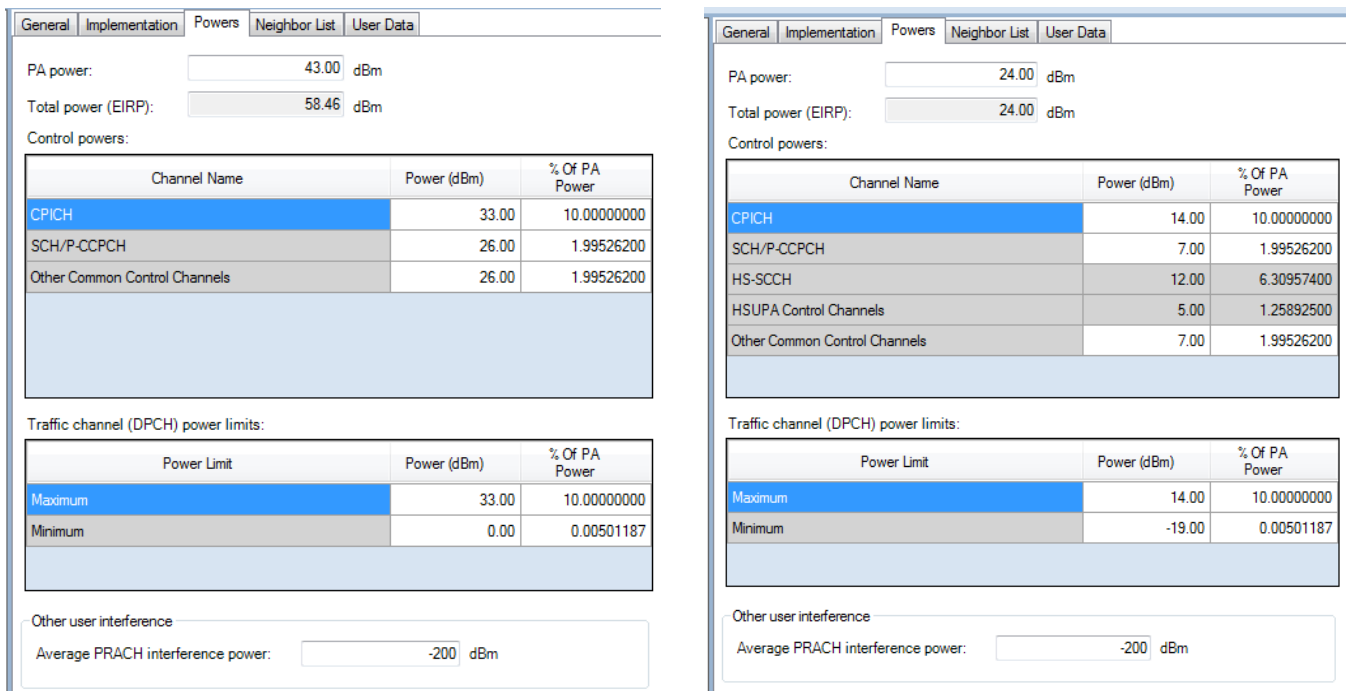 General Implementation Powers Neighbor List User Data
PA power: 43.00 dBm
Total power (EIRP): 58.46 dBm
Control powers:
Channel Name Power (dBm) % Of PA
Power
CPICH 33.00 10.00000000
SCH/P-CCPCH 26.00 1.99526200
Other Common Control Channels 26.00 1.99526200
Traffic channel (DPCH) power limits:
Power Limit Power (dBm) % Of PA
Power
Maximum 33.00 10.00000000
Minimum 0.00 0.00501187
Other user interference
Average PRACH interference power: -200 dBm
General Implementation Powers Neighbor List User Data
PA power: 24.00 dBm
Total power (EIRP): 24.00 dBm
Control powers:
Channel Name Power (dBm) % Of PA
Power
CPICH 14.00 10.00000000
SCH/P-CCPCH 7.00 1.99526200
HS-SCCH 12.00 6.30957400
HSUPA Control Channels 5.00 1.25892500
Other Common Control Channels 7.00 1.99526200
Traffic channel (DPCH) power limits:
Power Limit Power (dBm) % Of PA
Power
Maximum 14.00 10.00000000
Minimum -19.00 0.00501187
Other user interference
Average PRACH interference power: -200 dBm